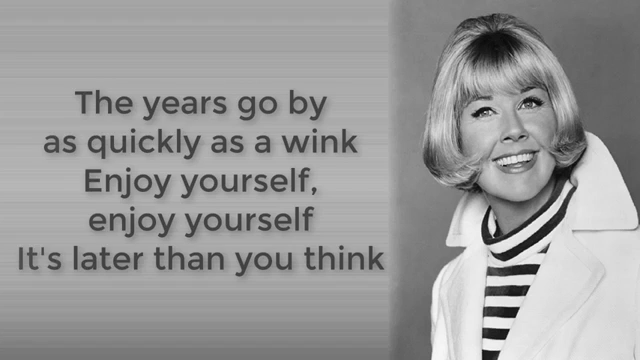 The years go by
as quickly as a wink
Enjoy yourself,
enjoy yourself
It's later than you think